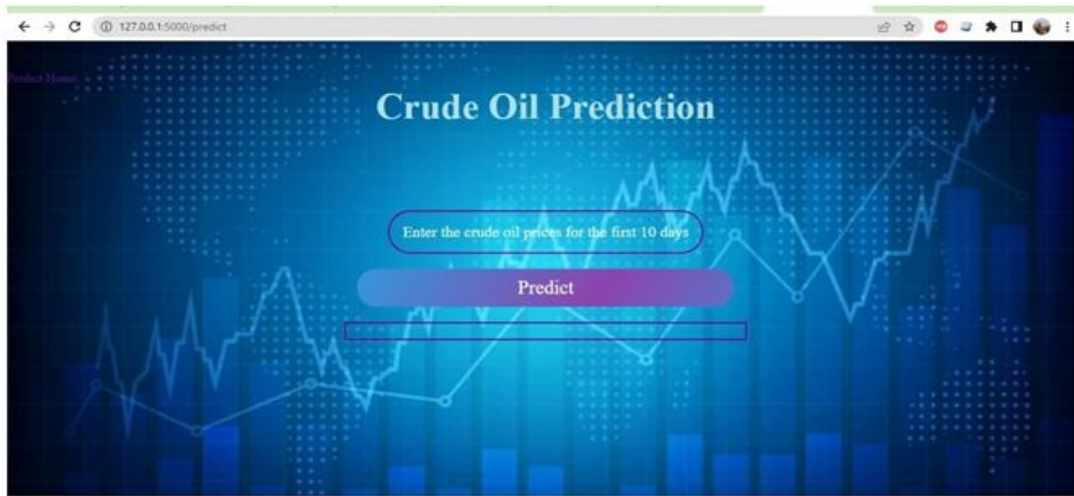 127.0.0.1:5000/predict
Predict Home
Crude Oil Prediction
Enter the crude oil prices for the first 10 days
Predict